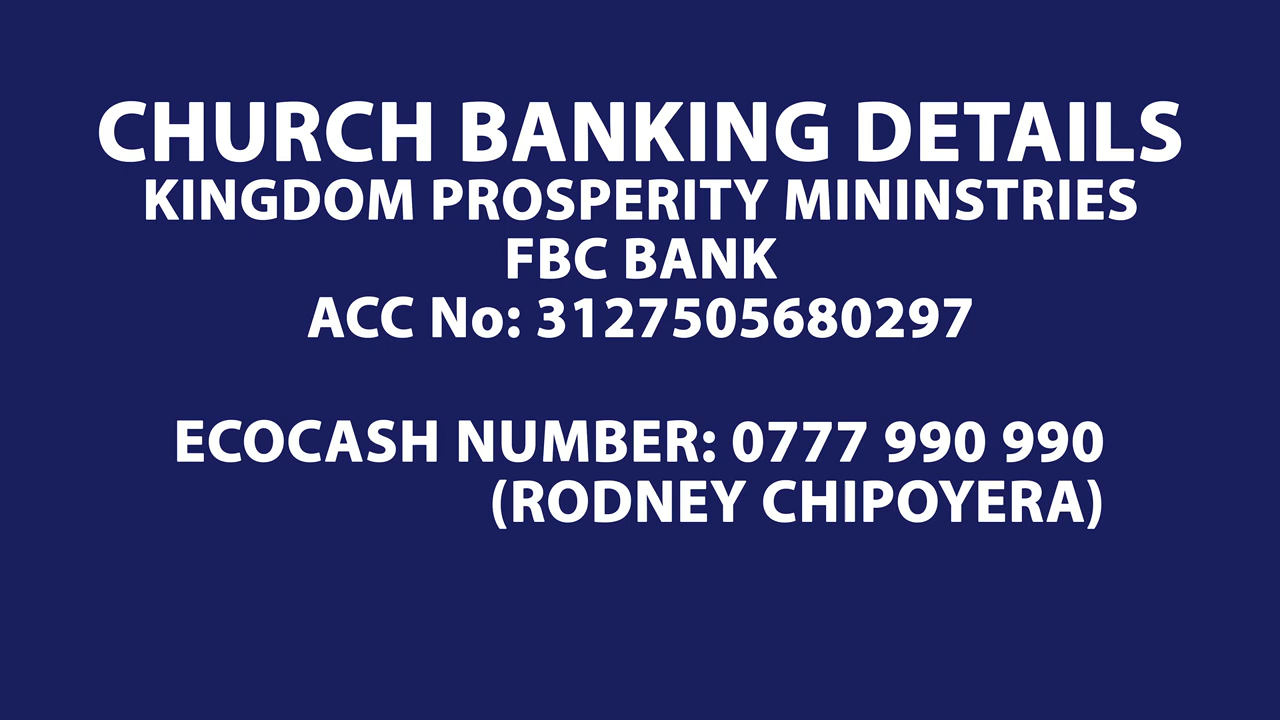 CHURCH BANKING DETAILS
KINGDOM PROSPERITY MININSTRIES
FBC BANK
ACC No: 3127505680297
ECOCASH NUMBER: 0777 990 990
(RODNEY CHIPOYERA)